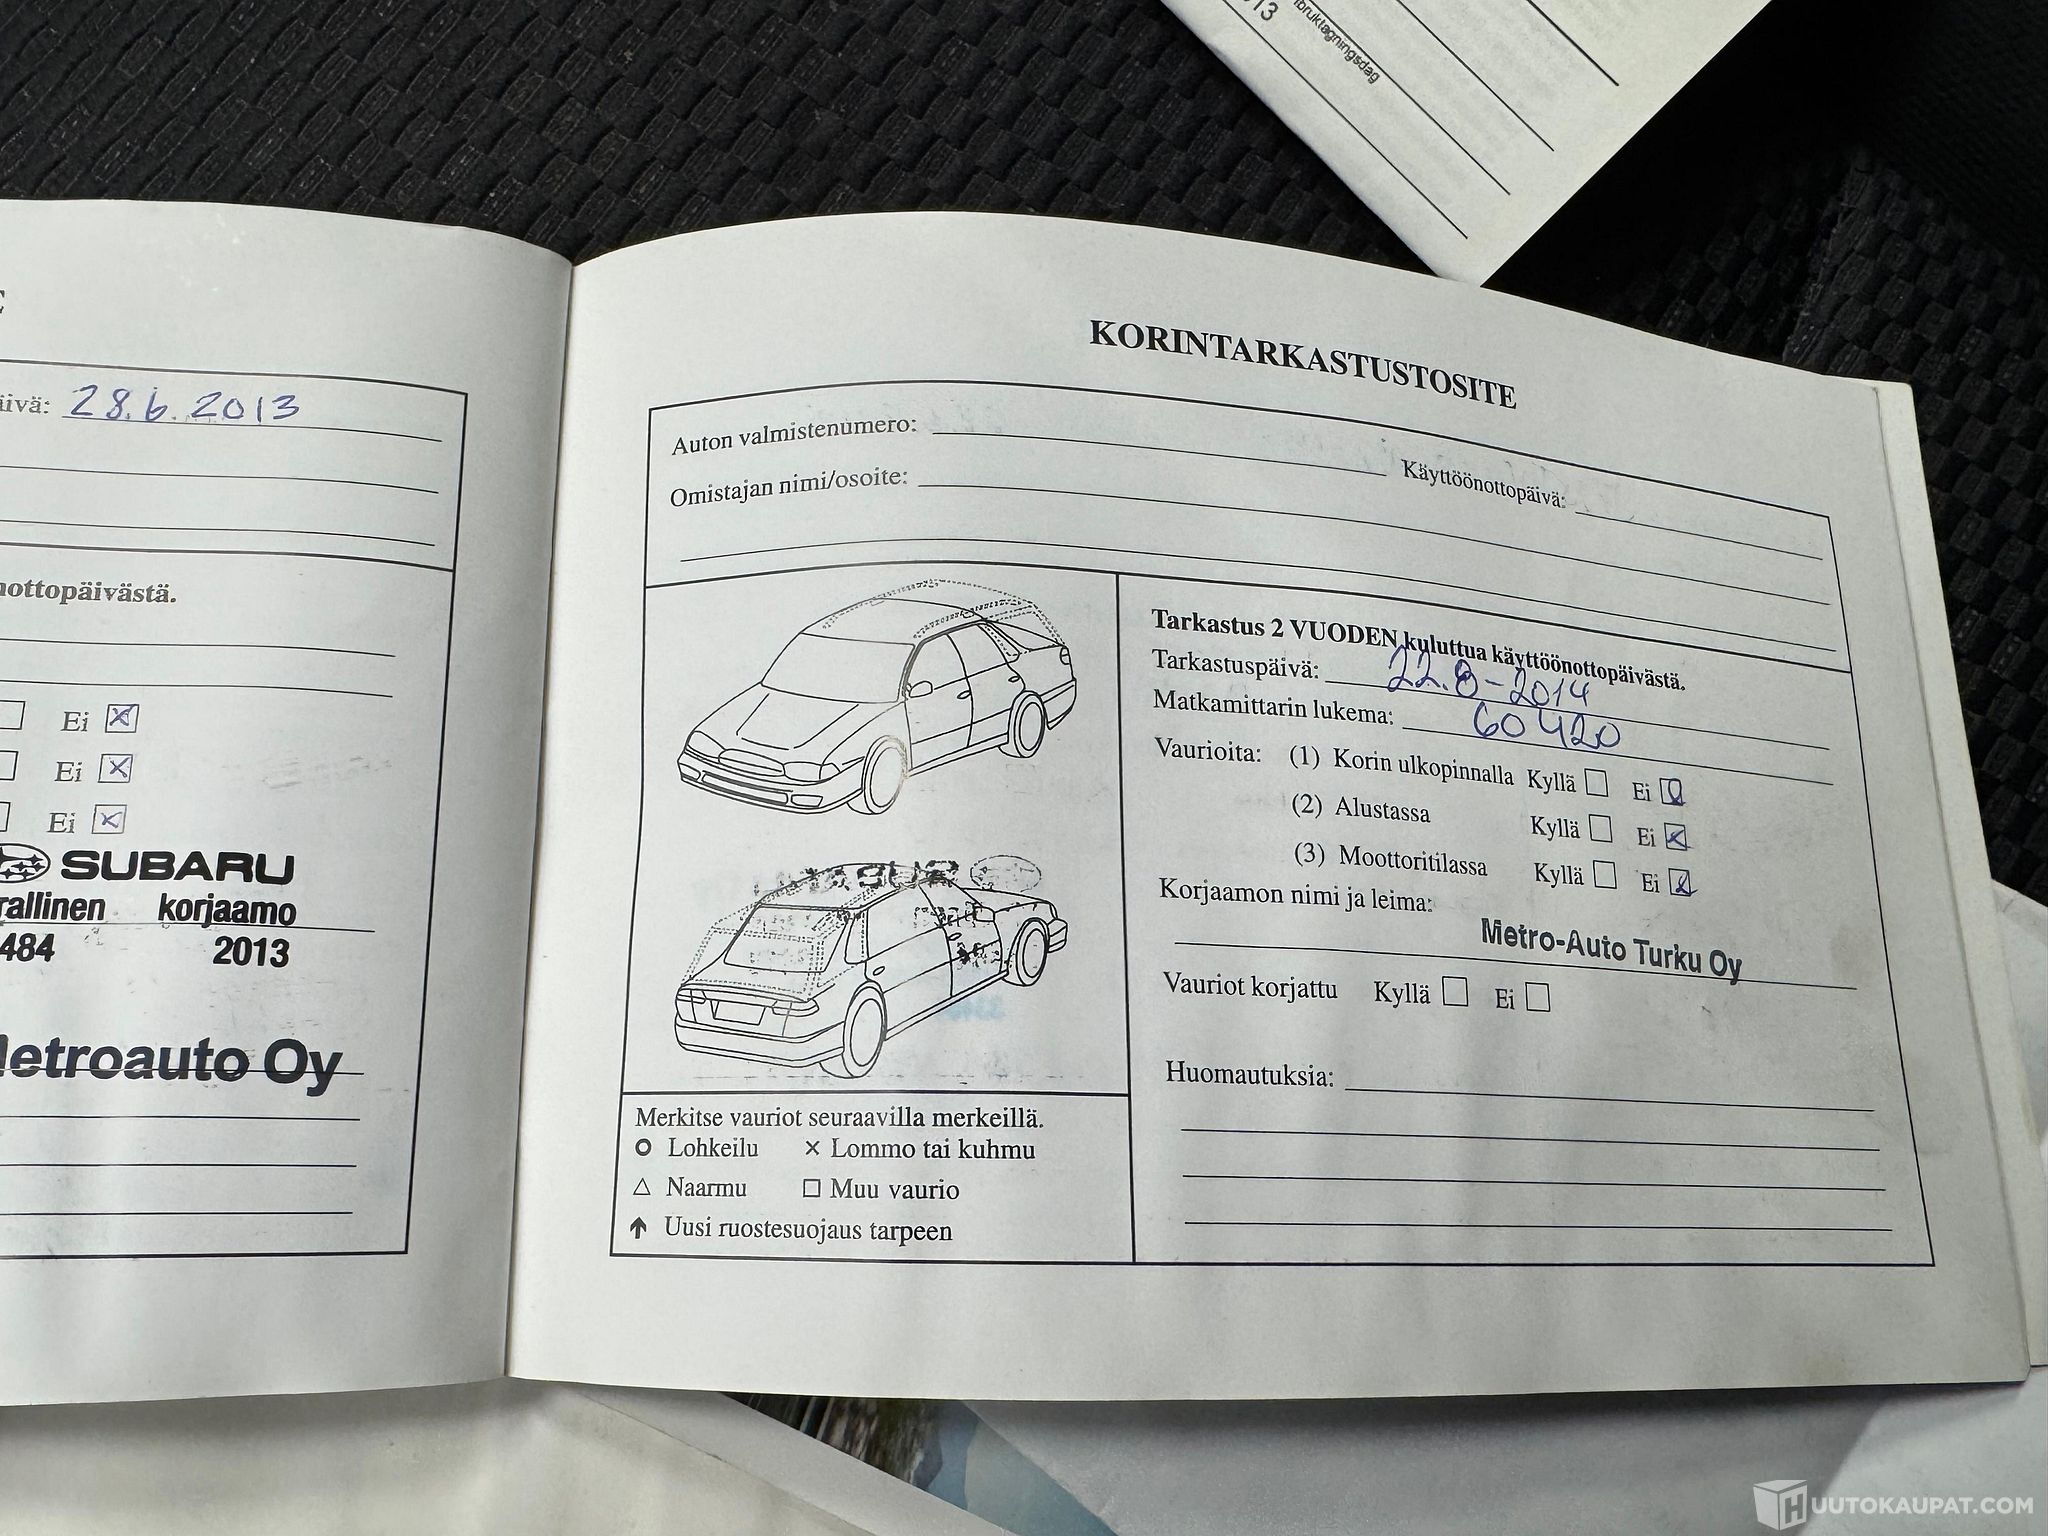 13
ibruktagningsdag
E
äivä: 28.6.2013
nottopäivästä.
Ei
Ei
Ei
SUBARU
rallinen korjaamo
484 2013
Metroauto Oy
KORINTARKASTUSTOSITE
Auton valmistenumero:
Käyttöönottopäivä:
Omistajan nimi/osoite:
Tarkastus 2 VUODEN kuluttua käyttöönottopäivästä.
Tarkastuspäivä: 22.8-2014
Matkamittarin lukema: 60420
Vaurioita: (1) Korin ulkopinnalla Kyllä Ei
(2) Alustassa Kyllä Ei
(3) Moottoritilassa Kyllä Ei
Korjaamon nimi ja leima:
Metro-Auto Turku Oy
Vauriot korjattu Kyllä Ei
Huomautuksia:
Merkitse vauriot seuraavilla merkeillä.
Lohkeilu × Lommo tai kuhmu
Naarmu Muu vaurio
Uusi ruostesuojaus tarpeen
HUUTOKAUPAT.COM